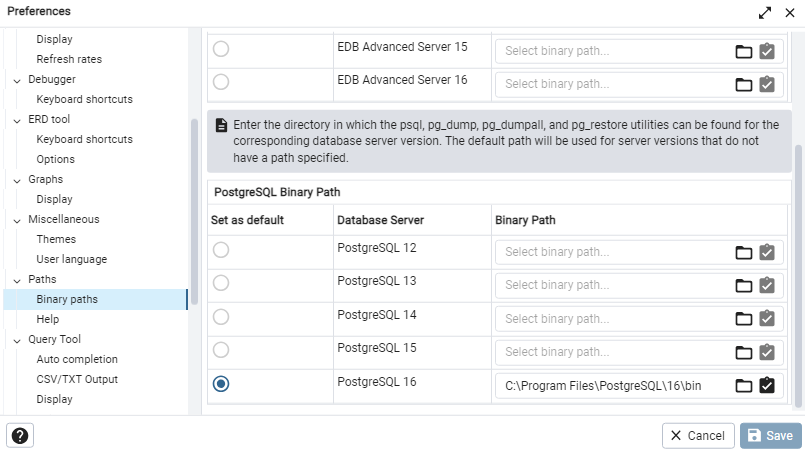 Preferences
Display
Refresh rates
Debugger
Keyboard shortcuts
ERD tool
Keyboard shortcuts
Options
Graphs
Display
Miscellaneous
Themes
User language
Paths
Binary paths
Help
Query Tool
Auto completion
CSV/TXT Output
Display
EDB Advanced Server 15
Select binary path...
EDB Advanced Server 16
Select binary path...
Enter the directory in which the psql, pg_dump, pg_dumpall, and pg_restore utilities can be found for the
corresponding database server version. The default path will be used for server versions that do not
have a path specified.
PostgreSQL Binary Path
Set as default Database Server Binary Path
PostgreSQL 12 Select binary path...
PostgreSQL 13 Select binary path...
PostgreSQL 14 Select binary path...
PostgreSQL 15 Select binary path...
PostgreSQL 16 C:\Program Files\PostgreSQL\16\bin
? Cancel Save